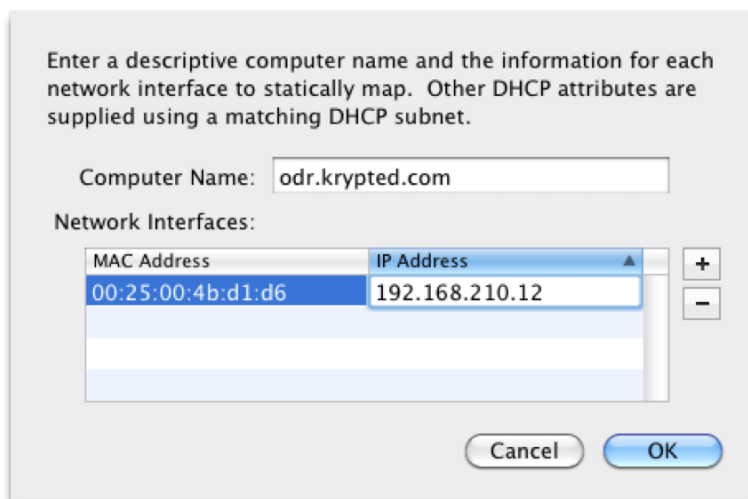 Enter a descriptive computer name and the information for each
network interface to statically map.  Other DHCP attributes are
supplied using a matching DHCP subnet.
Computer Name: odr.krypted.com
Network Interfaces:
MAC Address IP Address
00:25:00:4b:d1:d6 192.168.210.12
+
−
Cancel OK